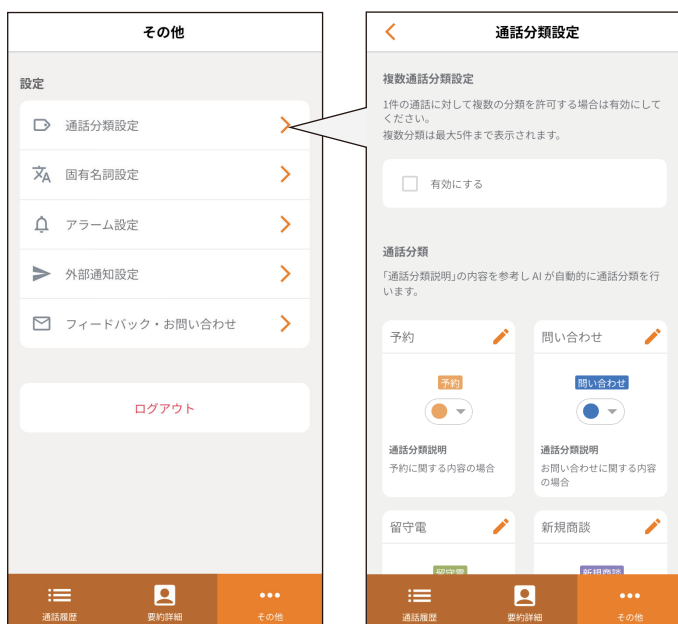 その他
設定
通話分類設定
固有名詞設定
アラーム設定
外部通知設定
フィードバック・お問い合わせ
ログアウト
通話履歴
要約詳細
その他
通話分類設定
複数通話分類設定
1件の通話に対して複数の分類を許可する場合は有効にして
ください。
複数分類は最大5件まで表示されます。
有効にする
通話分類
「通話分類説明」の内容を参考し AI が自動的に通話分類を行
います。
予約
予約
通話分類説明
予約に関する内容の場合
問い合わせ
問い合わせ
通話分類説明
お問い合わせに関する内容
の場合
留守電
留守電
新規商談
新規商談
通話履歴
要約詳細
その他